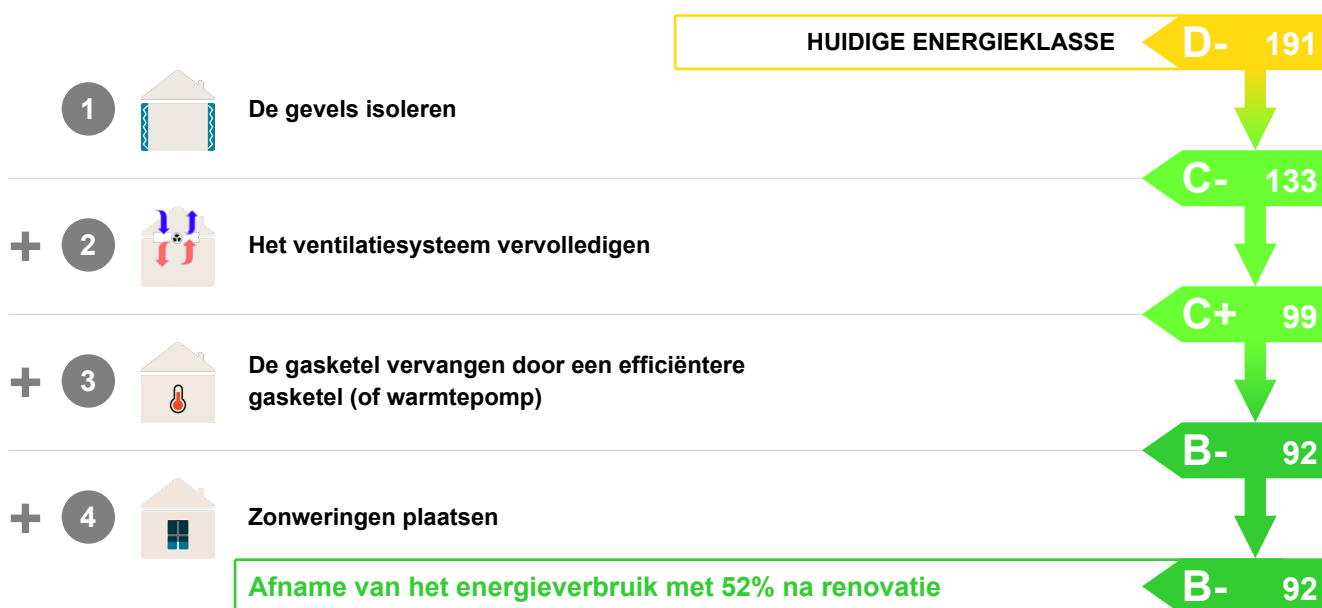 HUIDIGE ENERGIEKLASSE D- 191
1 De gevels isoleren
C- 133
+ 2 Het ventilatiesysteem vervolledigen
C+ 99
+ 3 De gasketel vervangen door een efficiëntere
gasketel (of warmtepomp)
B- 92
+ 4 Zonweringen plaatsen
Afname van het energieverbruik met 52% na renovatie B- 92